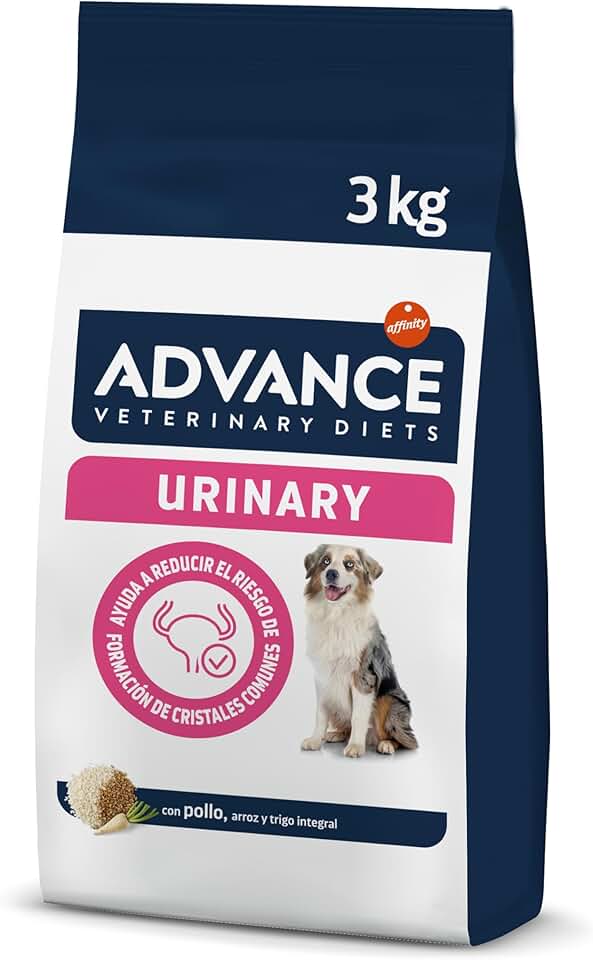 3 kg
affinity
ADVANCE
VETERINARY DIETS
URINARY
AYUDA A REDUCIR EL RIESGO DE
FORMACIÓN DE CRISTALES COMUNES
con pollo, arroz y trigo integral